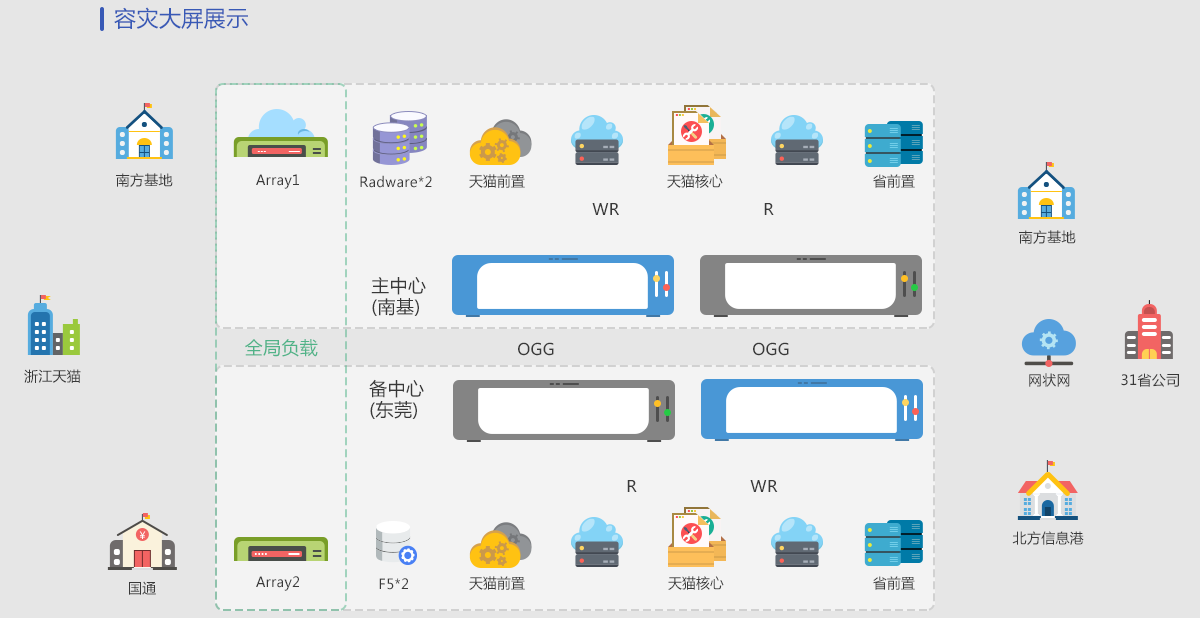 容灾大屏展示
南方基地
Array1
Radware*2
天猫前置
天猫核心
省前置
WR
R
南方基地
主中心
(南基)
浙江天猫
全局负载
OGG
OGG
网状网
31省公司
备中心
(东莞)
R
WR
国通
Array2
F5*2
天猫前置
天猫核心
省前置
北方信息港